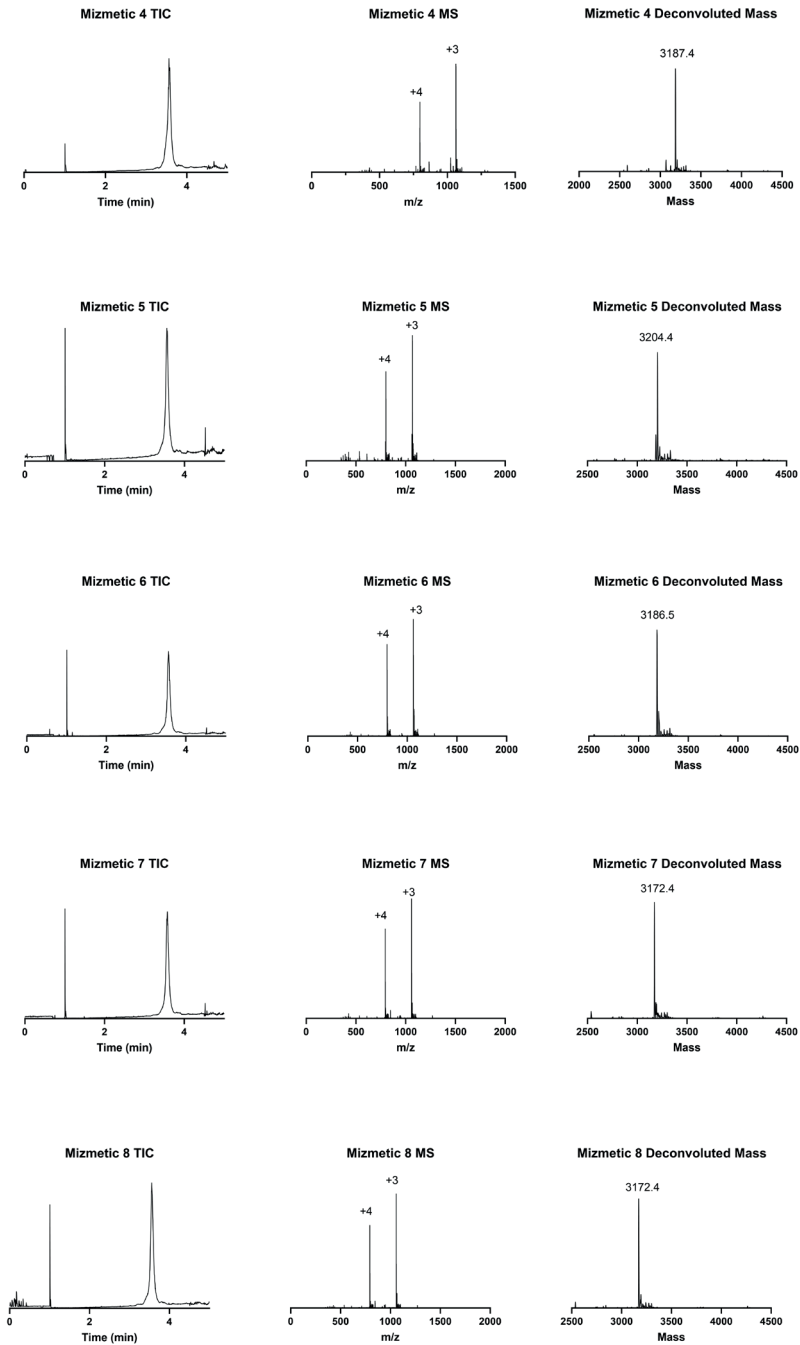 Mizmetic 4 TIC Mizmetic 4 MS Mizmetic 4 Deconvoluted Mass
+3 3187.4
+4
0 2 4 0 500 1000 1500 2000 2500 3000 3500 4000 4500
Time (min) m/z Mass
Mizmetic 5 TIC Mizmetic 5 MS Mizmetic 5 Deconvoluted Mass
+3 3204.4
+4
0 2 4 0 500 1000 1500 2000 2500 3000 3500 4000 4500
Time (min) m/z Mass
Mizmetic 6 TIC Mizmetic 6 MS Mizmetic 6 Deconvoluted Mass
+3 3186.5
+4
0 2 4 0 500 1000 1500 2000 2500 3000 3500 4000 4500
Time (min) m/z Mass
Mizmetic 7 TIC Mizmetic 7 MS Mizmetic 7 Deconvoluted Mass
+3 3172.4
+4
0 2 4 0 500 1000 1500 2000 2500 3000 3500 4000 4500
Time (min) m/z Mass
Mizmetic 8 TIC Mizmetic 8 MS Mizmetic 8 Deconvoluted Mass
+3 3172.4
+4
0 2 4 0 500 1000 1500 2000 2500 3000 3500 4000 4500
Time (min) m/z Mass